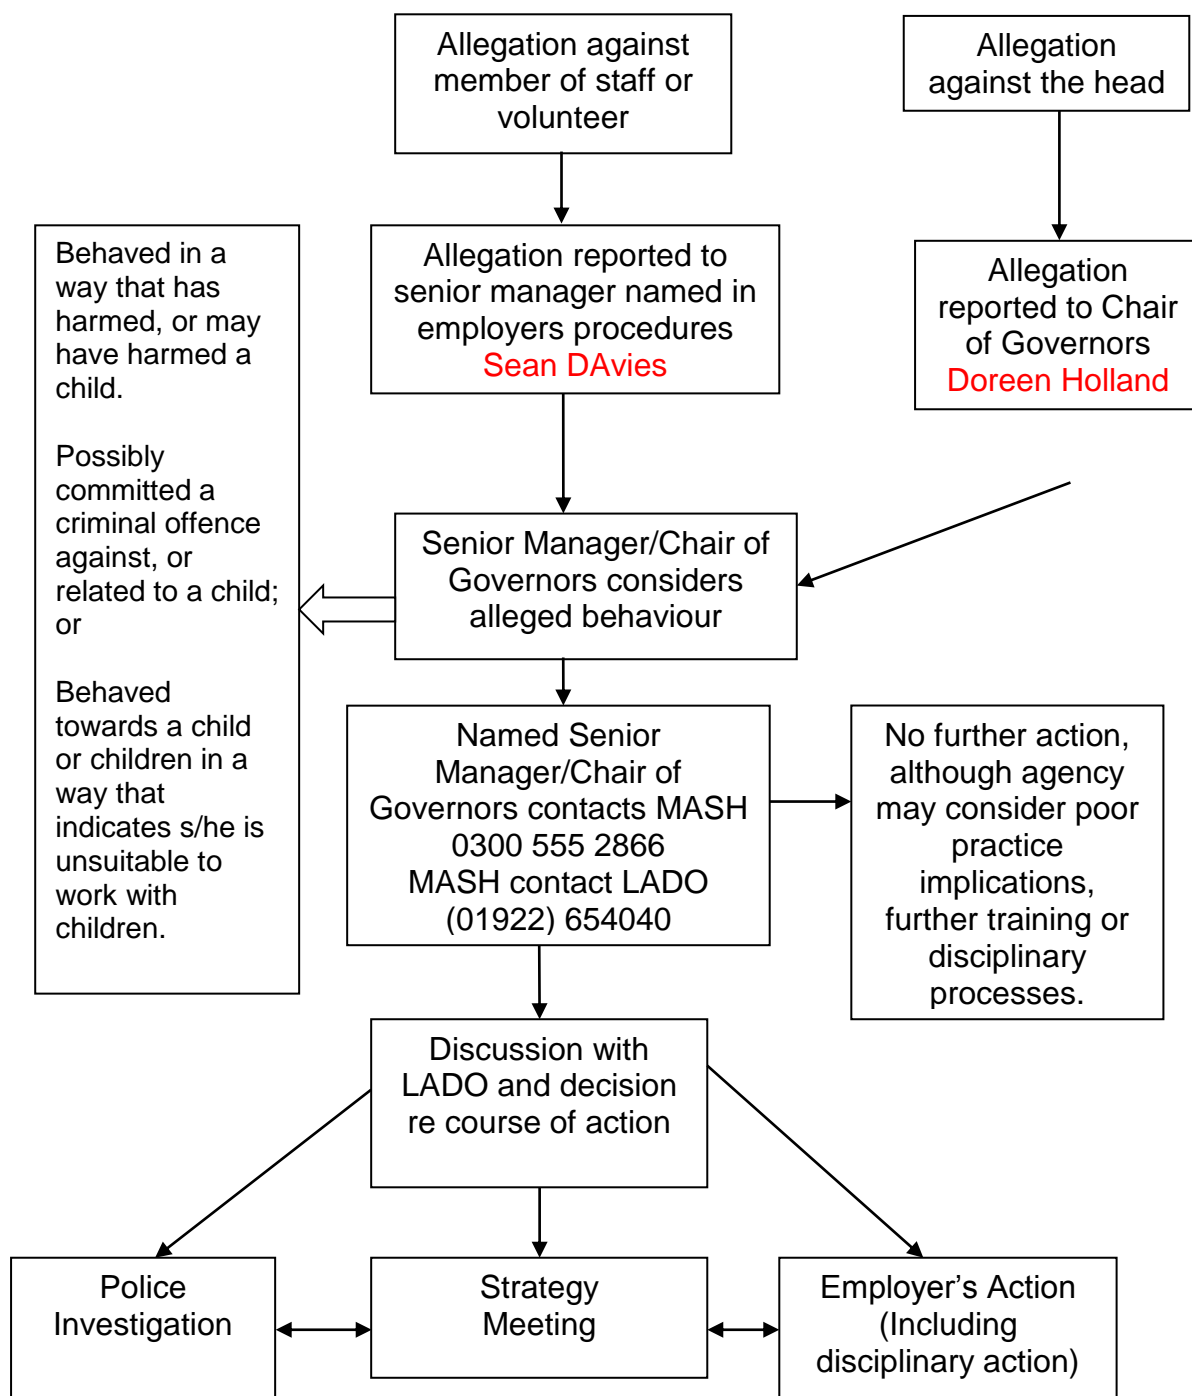 Allegation against
member of staff or
volunteer
Allegation
against the head
Allegation reported to
senior manager named in
employers procedures
Sean DAvies
Allegation
reported to Chair
of Governors
Doreen Holland
Behaved in a
way that has
harmed, or may
have harmed a
child.
Possibly
committed a
criminal offence
against, or
related to a child;
or
Behaved
towards a child
or children in a
way that
indicates s/he is
unsuitable to
work with
children.
Senior Manager/Chair of
Governors considers
alleged behaviour
Named Senior
Manager/Chair of
Governors contacts MASH
0300 555 2866
MASH contact LADO
(01922) 654040
No further action,
although agency
may consider poor
practice
implications,
further training or
disciplinary
processes.
Discussion with
LADO and decision
re course of action
Police
Investigation
Strategy
Meeting
Employer’s Action
(Including
disciplinary action)